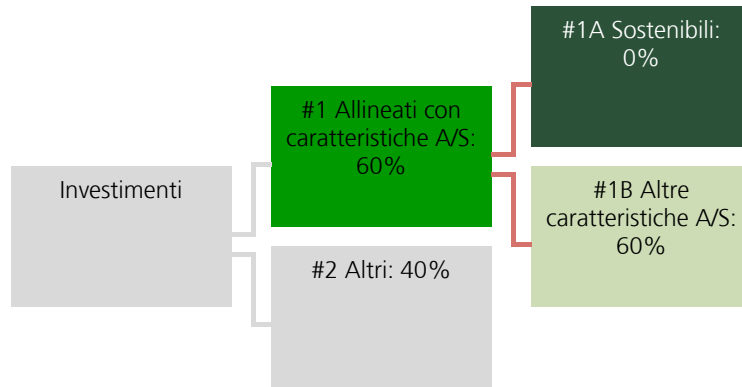 Investimenti
#1 Allineati con
caratteristiche A/S:
60%
#2 Altri: 40%
#1A Sostenibili:
0%
#1B Altre
caratteristiche A/S:
60%